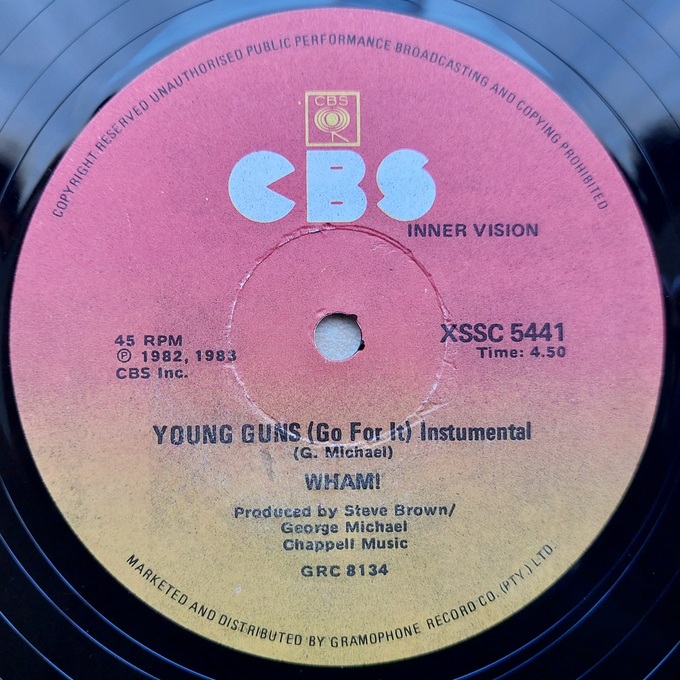 COPYRIGHT RESERVED UNAUTHORISED PUBLIC PERFORMANCE BROADCASTING AND COPYING PROHIBITED
CBS
CBS
INNER VISION
45 RPM
℗ 1982, 1983
CBS Inc.
XSSC 5441
Time: 4.50
YOUNG GUNS (Go For It) Instumental
(G. Michael)
WHAM!
Produced by Steve Brown/
George Michael
Chappell Music
GRC 8134
MARKETED AND DISTRIBUTED BY GRAMOPHONE RECORD CO. (PTY.) LTD.